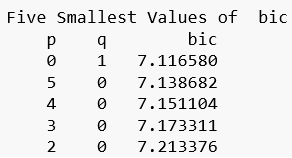 Five Smallest Values of  bic
p q bic
0 1 7.116580
5 0 7.138682
4 0 7.151104
3 0 7.173311
2 0 7.213376